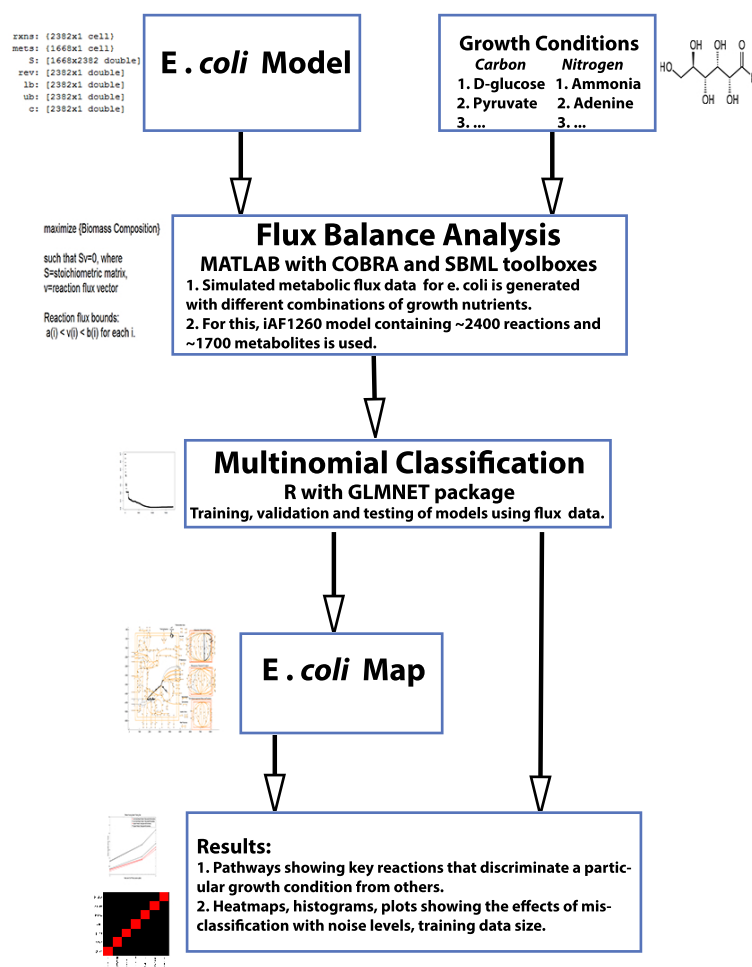 rxns: {2382x1 cell}
mets: {1668x1 cell}
S: [1668x2382 double]
rev: [2382x1 double]
lb: [2382x1 double]
ub: [2382x1 double]
c: [2382x1 double]
E . coli Model
Growth Conditions
Carbon Nitrogen
1. D-glucose 1. Ammonia
2. Pyruvate 2. Adenine
3. ... 3. ...
OH OH O
HO
OH OH
maximize {Biomass Composition}
such that Sv=0, where
S=stoichiometric matrix,
v=reaction flux vector
Reaction flux bounds:
a(i) < v(i) < b(i) for each i.
Flux Balance Analysis
MATLAB with COBRA and SBML toolboxes
1. Simulated metabolic flux data for e. coli is generated
with different combinations of growth nutrients.
2. For this, iAF1260 model containing ~2400 reactions and
~1700 metabolites is used.
Multinomial Classification
R with GLMNET package
Training, validation and testing of models using flux data.
E . coli Map
Results:
1. Pathways showing key reactions that discriminate a partic-
ular growth condition from others.
2. Heatmaps, histograms, plots showing the effects of mis-
classification with noise levels, training data size.